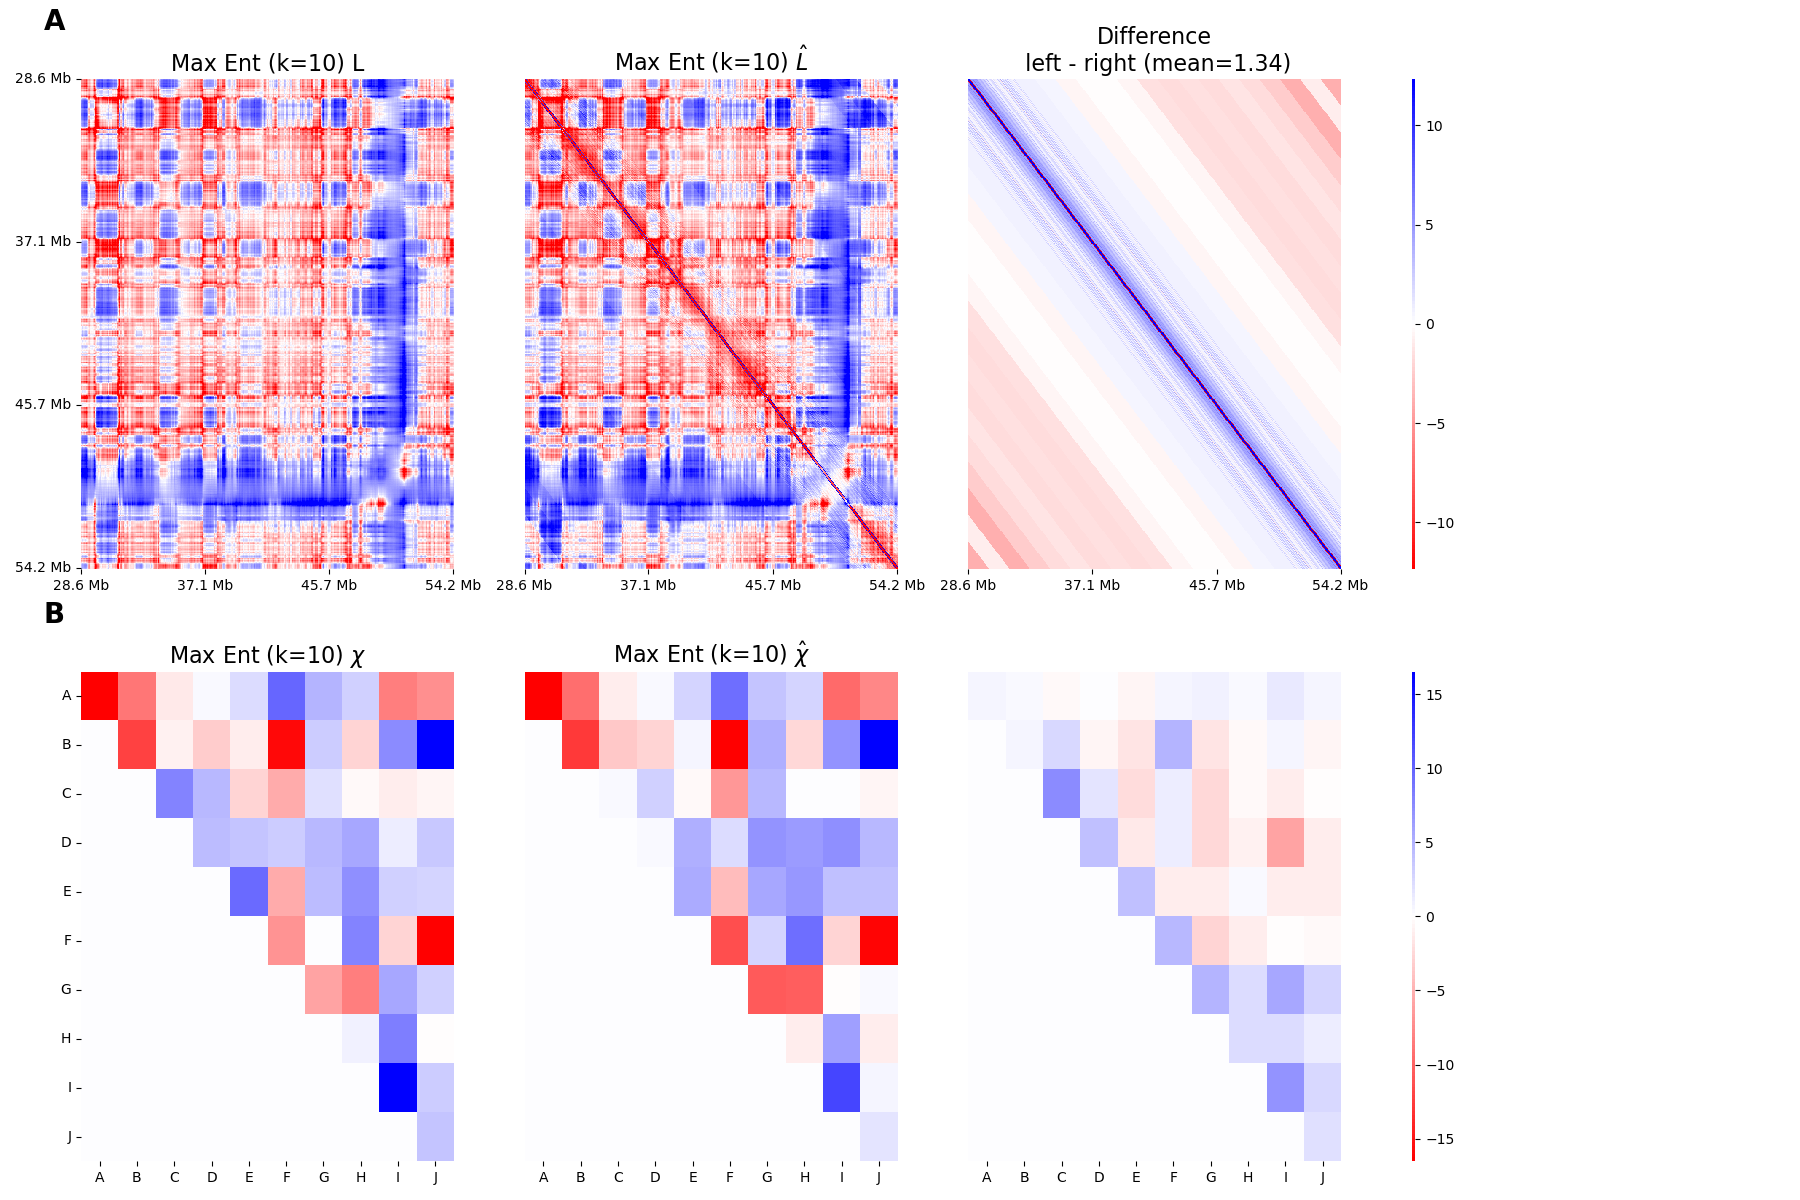 A
Max Ent (k=10) L
Max Ent (k=10) L̂
Difference
left - right (mean=1.34)
28.6 Mb
37.1 Mb
45.7 Mb
54.2 Mb
28.6 Mb 37.1 Mb 45.7 Mb 54.2 Mb
28.6 Mb 37.1 Mb 45.7 Mb 54.2 Mb
28.6 Mb 37.1 Mb 45.7 Mb 54.2 Mb
10
5
0
−5
−10
B
Max Ent (k=10) χ
Max Ent (k=10) χ̂
A
B
C
D
E
F
G
H
I
J
A B C D E F G H I J
A B C D E F G H I J
A B C D E F G H I J
15
10
5
0
−5
−10
−15